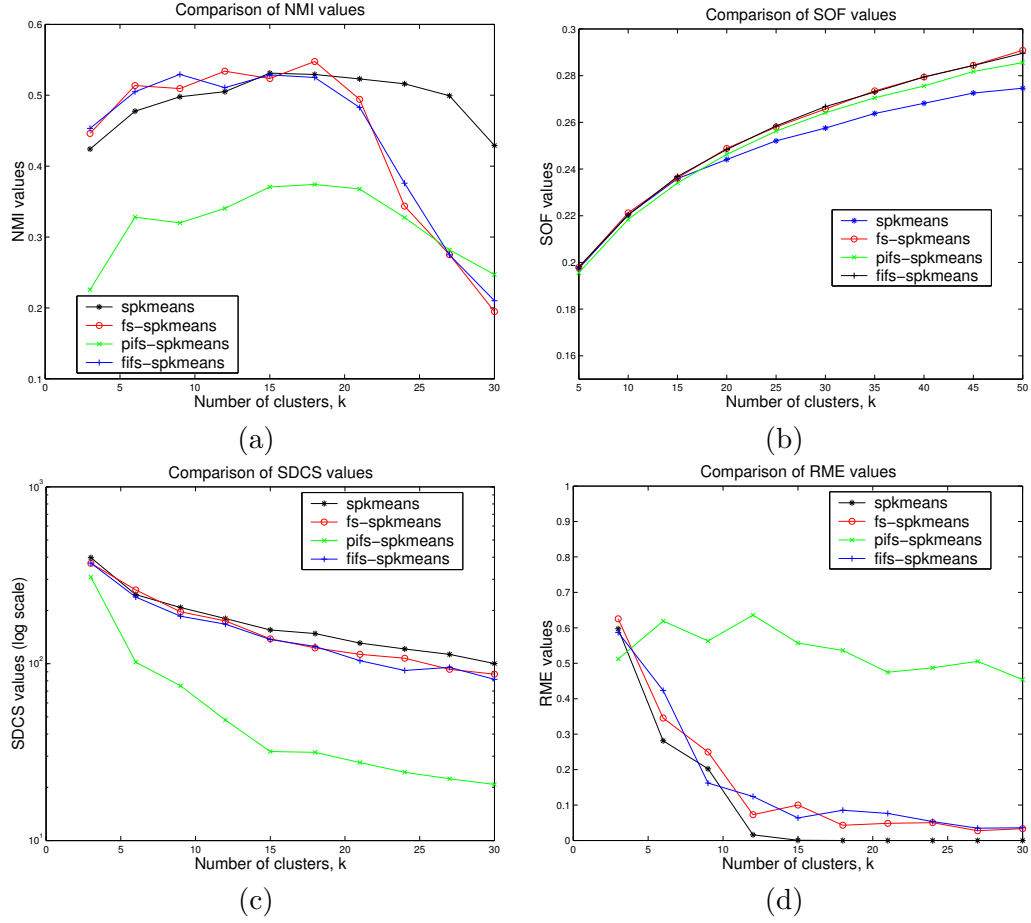 Comparison of NMI values
0.6
0.5
0.4
0.3
0.2
0.1
NMI values
spkmeans
fs−spkmeans
pifs−spkmeans
fifs−spkmeans
0 5 10 15 20 25 30
Number of clusters, k
(a)
Comparison of SOF values
0.3
0.28
0.26
0.24
0.22
0.2
0.18
0.16
SOF values
spkmeans
fs−spkmeans
pifs−spkmeans
fifs−spkmeans
5 10 15 20 25 30 35 40 45 50
Number of clusters, k
(b)
Comparison of SDCS values
10³
10²
10¹
SDCS values (log scale)
spkmeans
fs−spkmeans
pifs−spkmeans
fifs−spkmeans
0 5 10 15 20 25 30
Number of clusters, k
(c)
Comparison of RME values
1
0.9
0.8
0.7
0.6
0.5
0.4
0.3
0.2
0.1
0
RME values
spkmeans
fs−spkmeans
pifs−spkmeans
fifs−spkmeans
0 5 10 15 20 25 30
Number of clusters, k
(d)